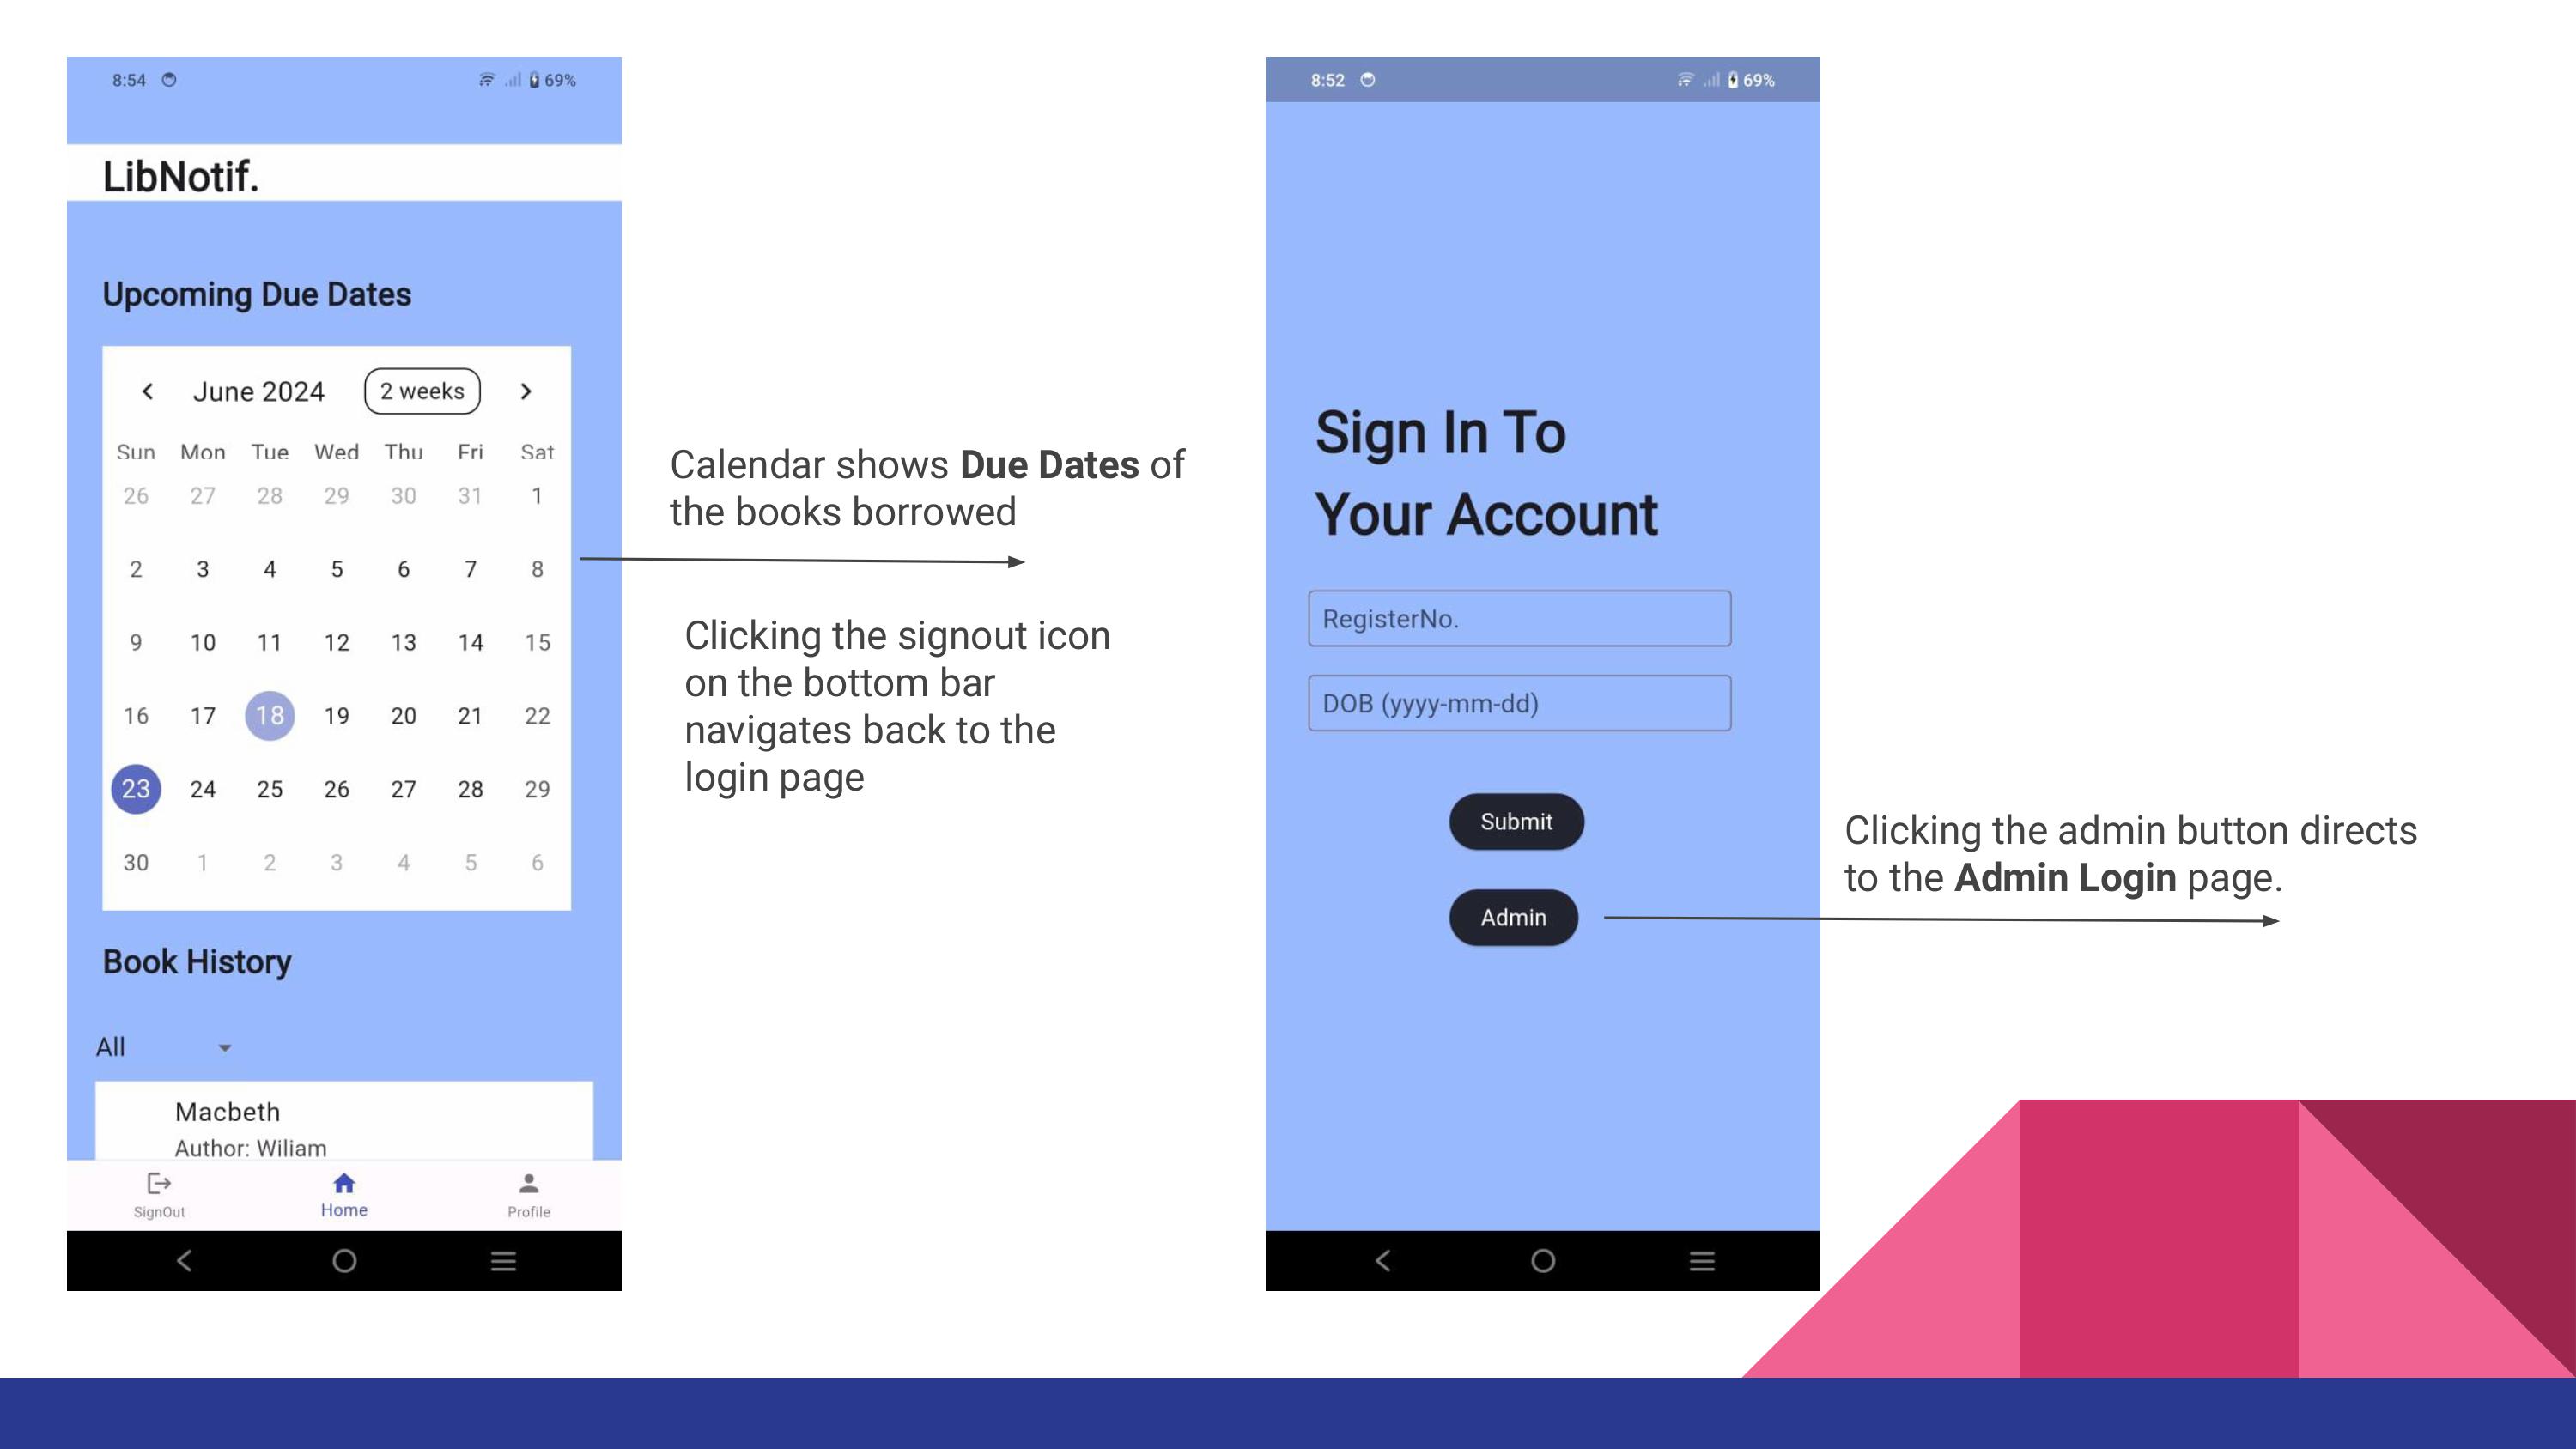 8:54
69%
LibNotif.
Upcoming Due Dates
June 2024
2 weeks
Sun Mon Tue Wed Thu Fri Sat
26 27 28 29 30 31 1
2 3 4 5 6 7 8
9 10 11 12 13 14 15
16 17 18 19 20 21 22
23 24 25 26 27 28 29
30 1 2 3 4 5 6
Book History
All
Macbeth
Author: Wiliam
SignOut Home Profile
Calendar shows Due Dates of
the books borrowed
Clicking the signout icon
on the bottom bar
navigates back to the
login page
8:52
69%
Sign In To
Your Account
RegisterNo.
DOB (yyyy-mm-dd)
Submit
Admin
Clicking the admin button directs
to the Admin Login page.